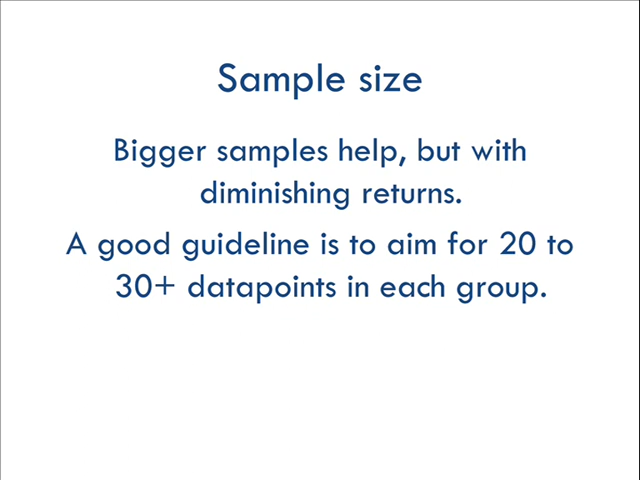 Sample size
Bigger samples help, but with
diminishing returns.
A good guideline is to aim for 20 to
30+ datapoints in each group.